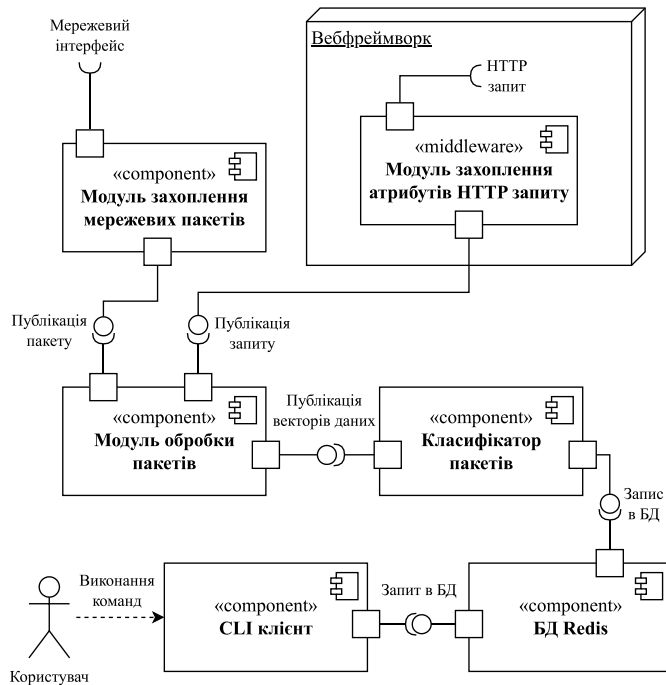 Мережевий
інтерфейс
Вебфреймворк
HTTP
запит
«component»
Модуль захоплення
мережевих пакетів
«middleware»
Модуль захоплення
атрибутів HTTP запиту
Публікація
пакету
Публікація
запиту
«component»
Модуль обробки
пакетів
Публікація
векторів даних
«component»
Класифікатор
пакетів
Запис
в БД
Користувач
Виконання
команд
«component»
CLI клієнт
Запит в БД
«component»
БД Redis